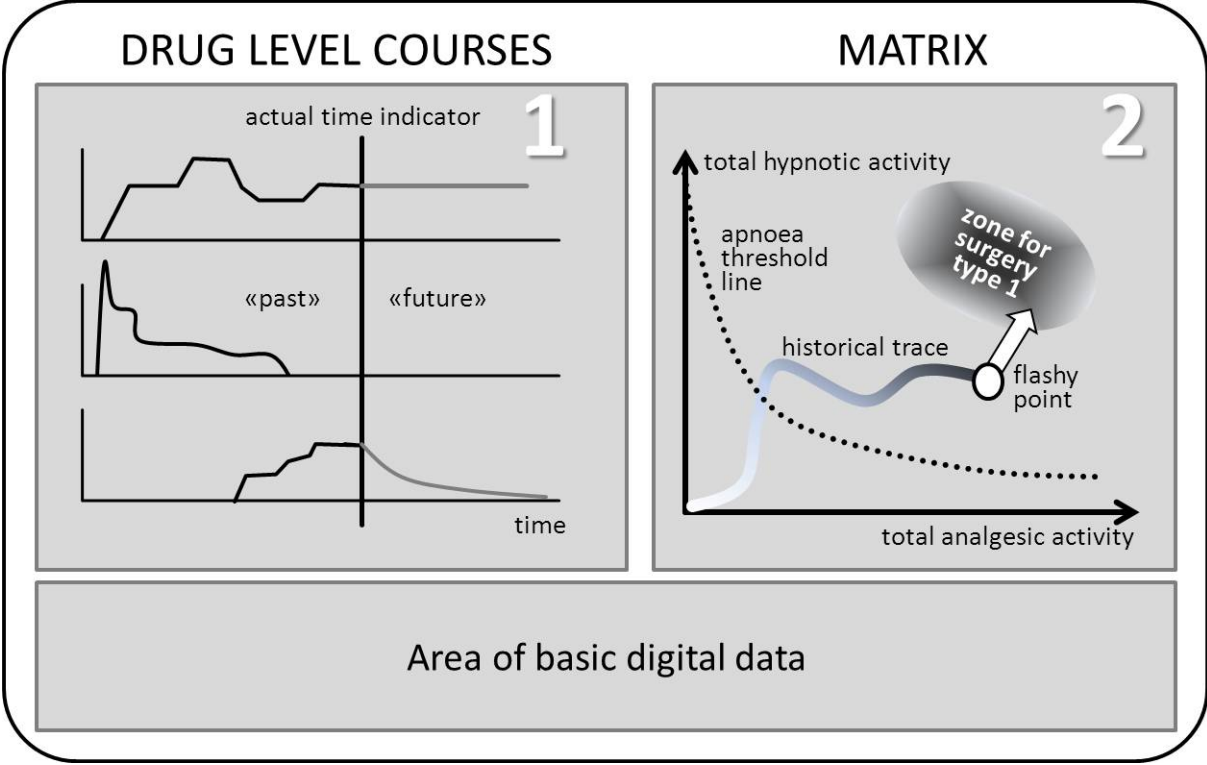 DRUG LEVEL COURSES
MATRIX
1
actual time indicator
«past»
«future»
time
2
total hypnotic activity
apnoea
threshold
line
zone for
surgery
type 1
historical trace
flashy
point
total analgesic activity
Area of basic digital data